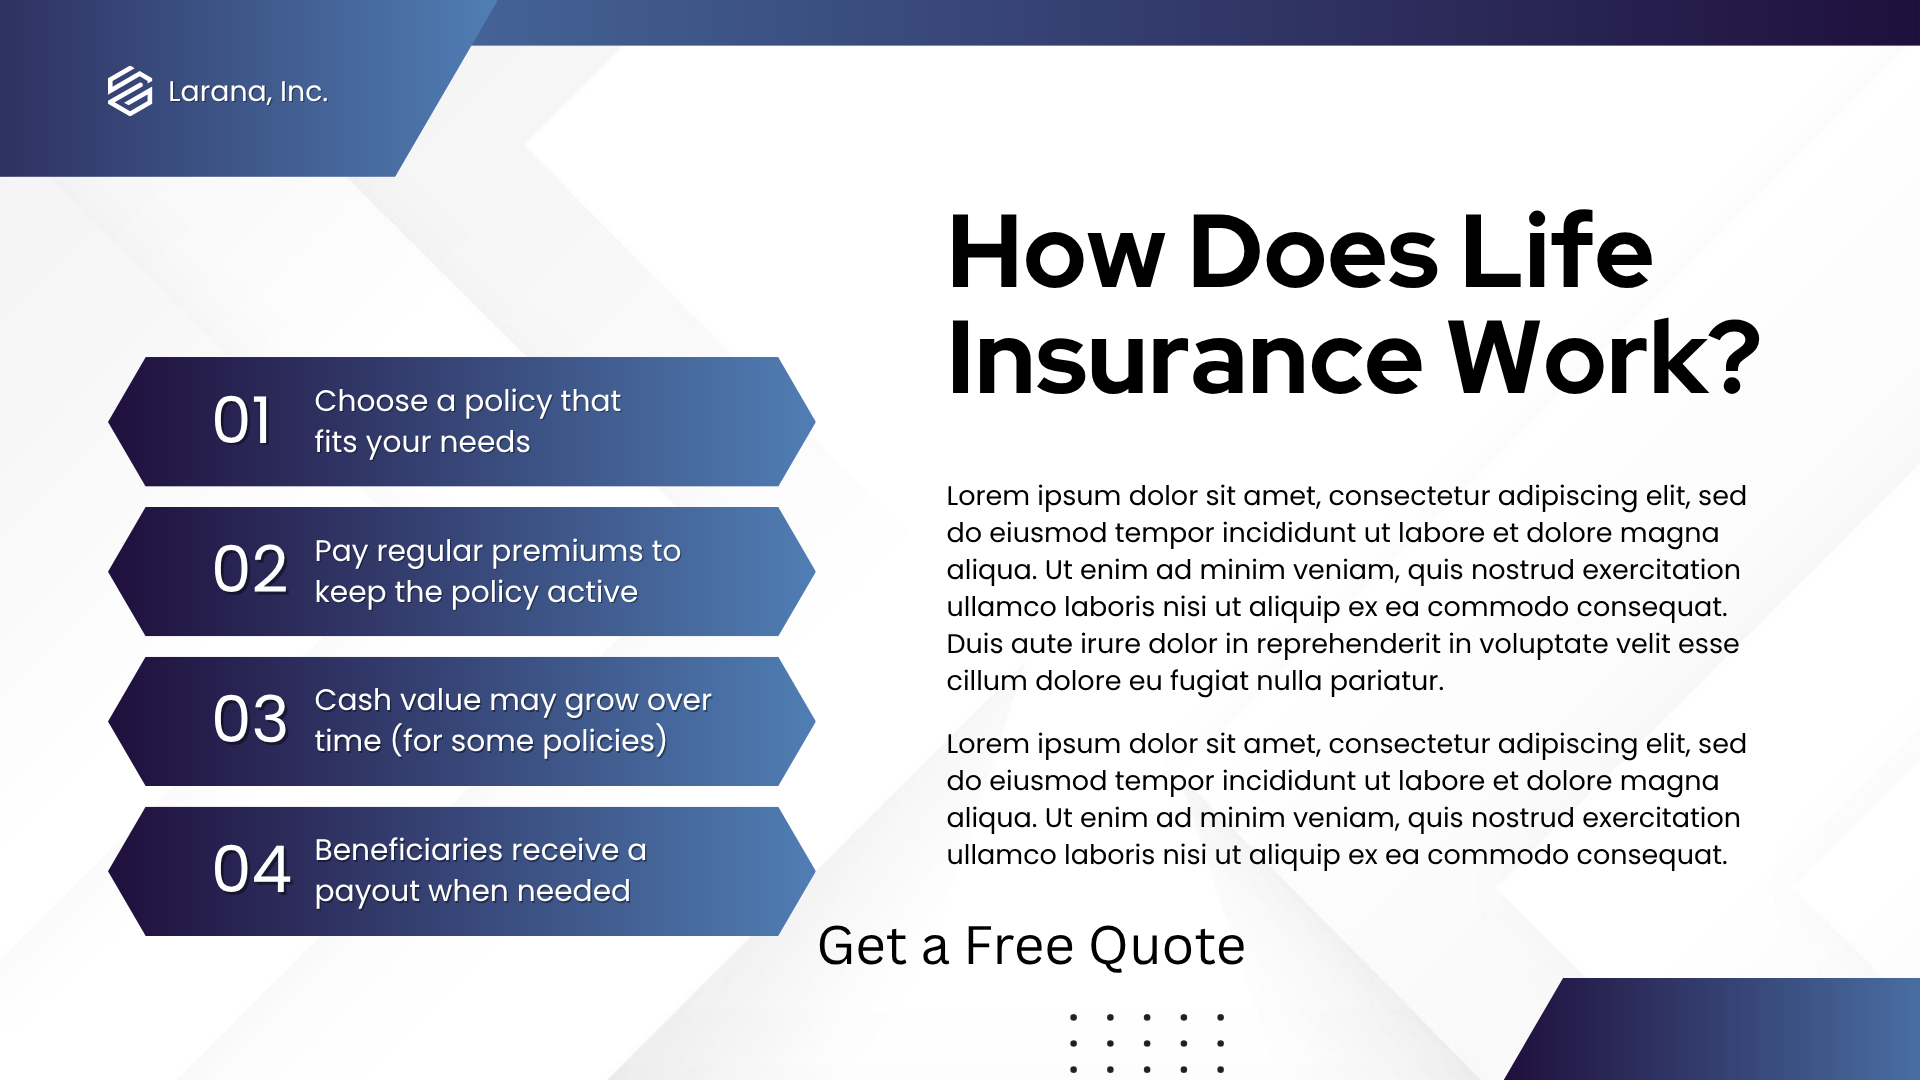 Larana, Inc.
How Does Life
Insurance Work?
01
Choose a policy that
fits your needs
02
Pay regular premiums to
keep the policy active
03
Cash value may grow over
time (for some policies)
04
Beneficiaries receive a
payout when needed
Lorem ipsum dolor sit amet, consectetur adipiscing elit, sed
do eiusmod tempor incididunt ut labore et dolore magna
aliqua. Ut enim ad minim veniam, quis nostrud exercitation
ullamco laboris nisi ut aliquip ex ea commodo consequat.
Duis aute irure dolor in reprehenderit in voluptate velit esse
cillum dolore eu fugiat nulla pariatur.
Lorem ipsum dolor sit amet, consectetur adipiscing elit, sed
do eiusmod tempor incididunt ut labore et dolore magna
aliqua. Ut enim ad minim veniam, quis nostrud exercitation
ullamco laboris nisi ut aliquip ex ea commodo consequat.
Get a Free Quote